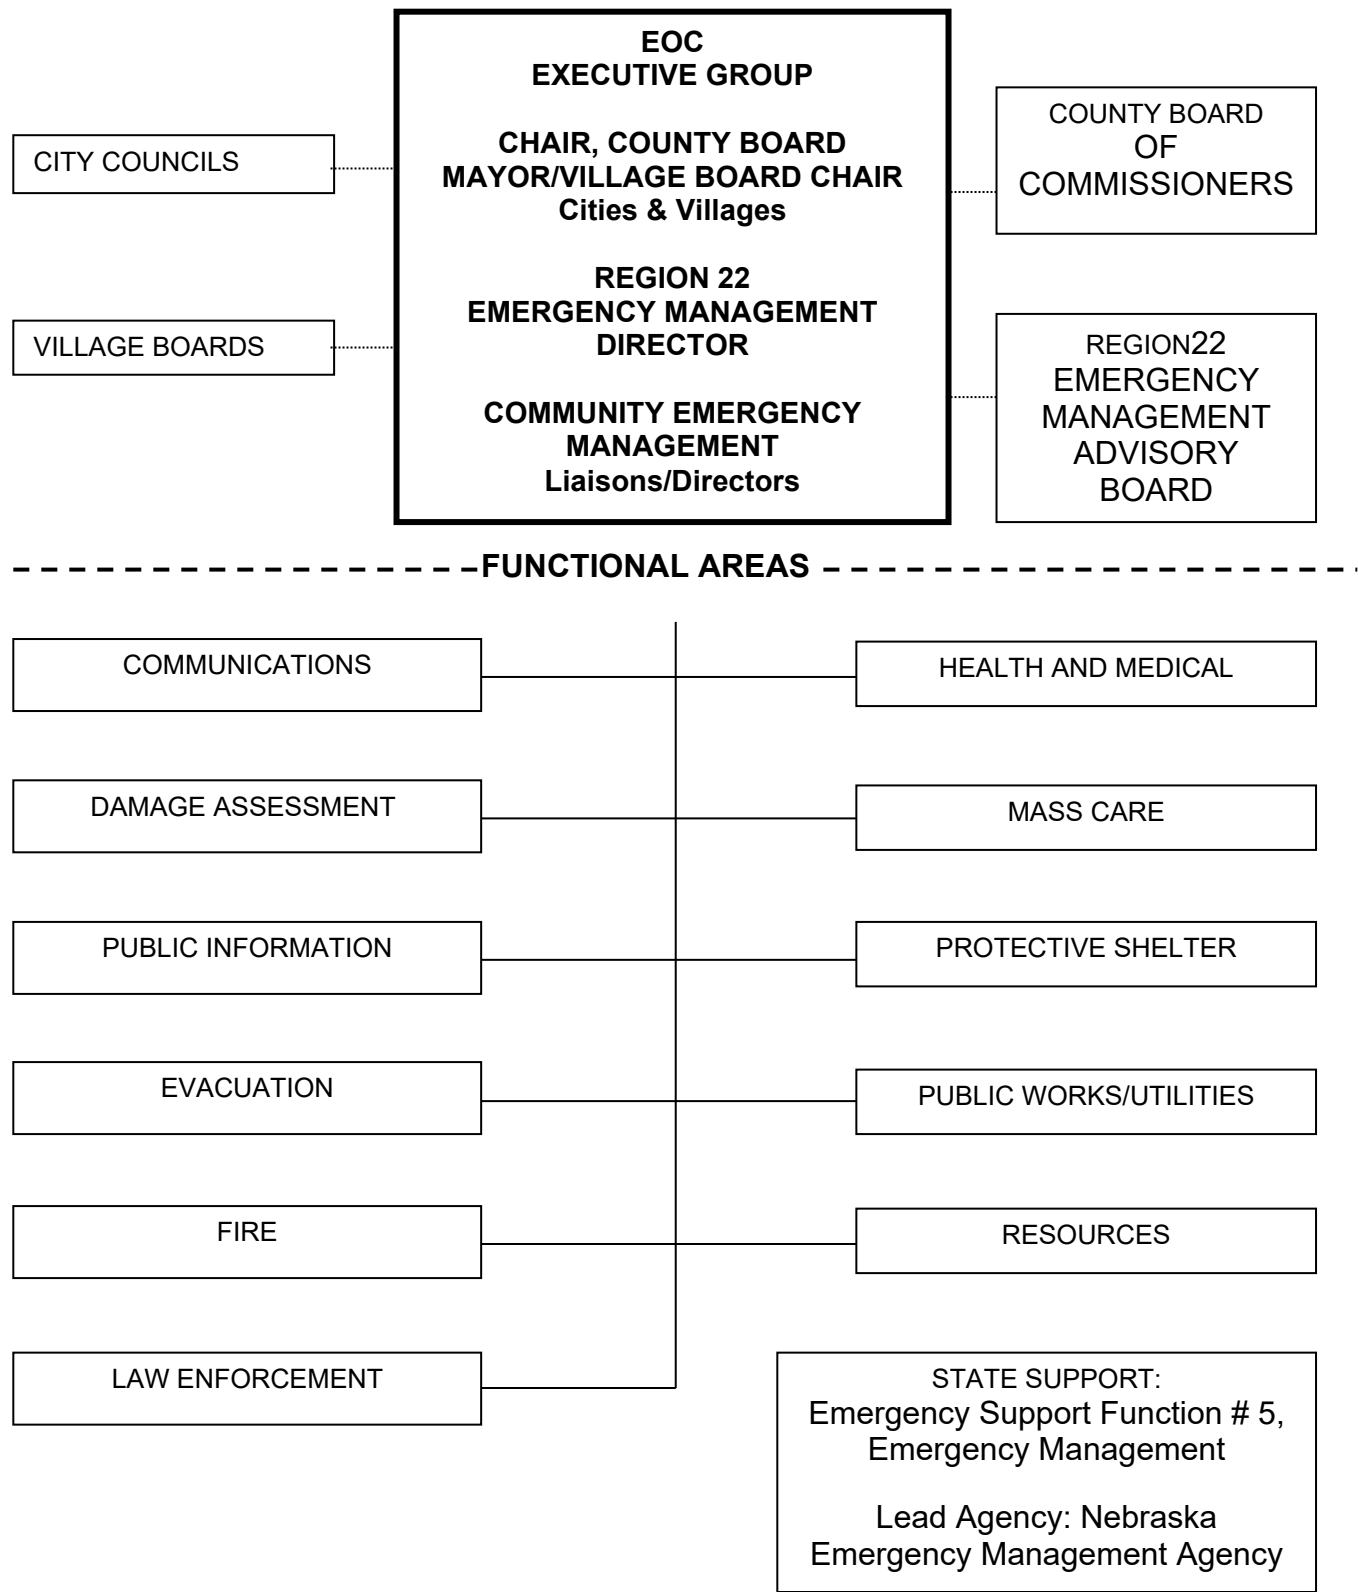 EOC
EXECUTIVE GROUP
CHAIR, COUNTY BOARD
MAYOR/VILLAGE BOARD CHAIR
Cities & Villages
REGION 22
EMERGENCY MANAGEMENT
DIRECTOR
COMMUNITY EMERGENCY
MANAGEMENT
Liaisons/Directors
CITY COUNCILS
VILLAGE BOARDS
COUNTY BOARD
OF
COMMISSIONERS
REGION22
EMERGENCY
MANAGEMENT
ADVISORY
BOARD
FUNCTIONAL AREAS
COMMUNICATIONS
HEALTH AND MEDICAL
DAMAGE ASSESSMENT
MASS CARE
PUBLIC INFORMATION
PROTECTIVE SHELTER
EVACUATION
PUBLIC WORKS/UTILITIES
FIRE
RESOURCES
LAW ENFORCEMENT
STATE SUPPORT:
Emergency Support Function # 5,
Emergency Management
Lead Agency: Nebraska
Emergency Management Agency